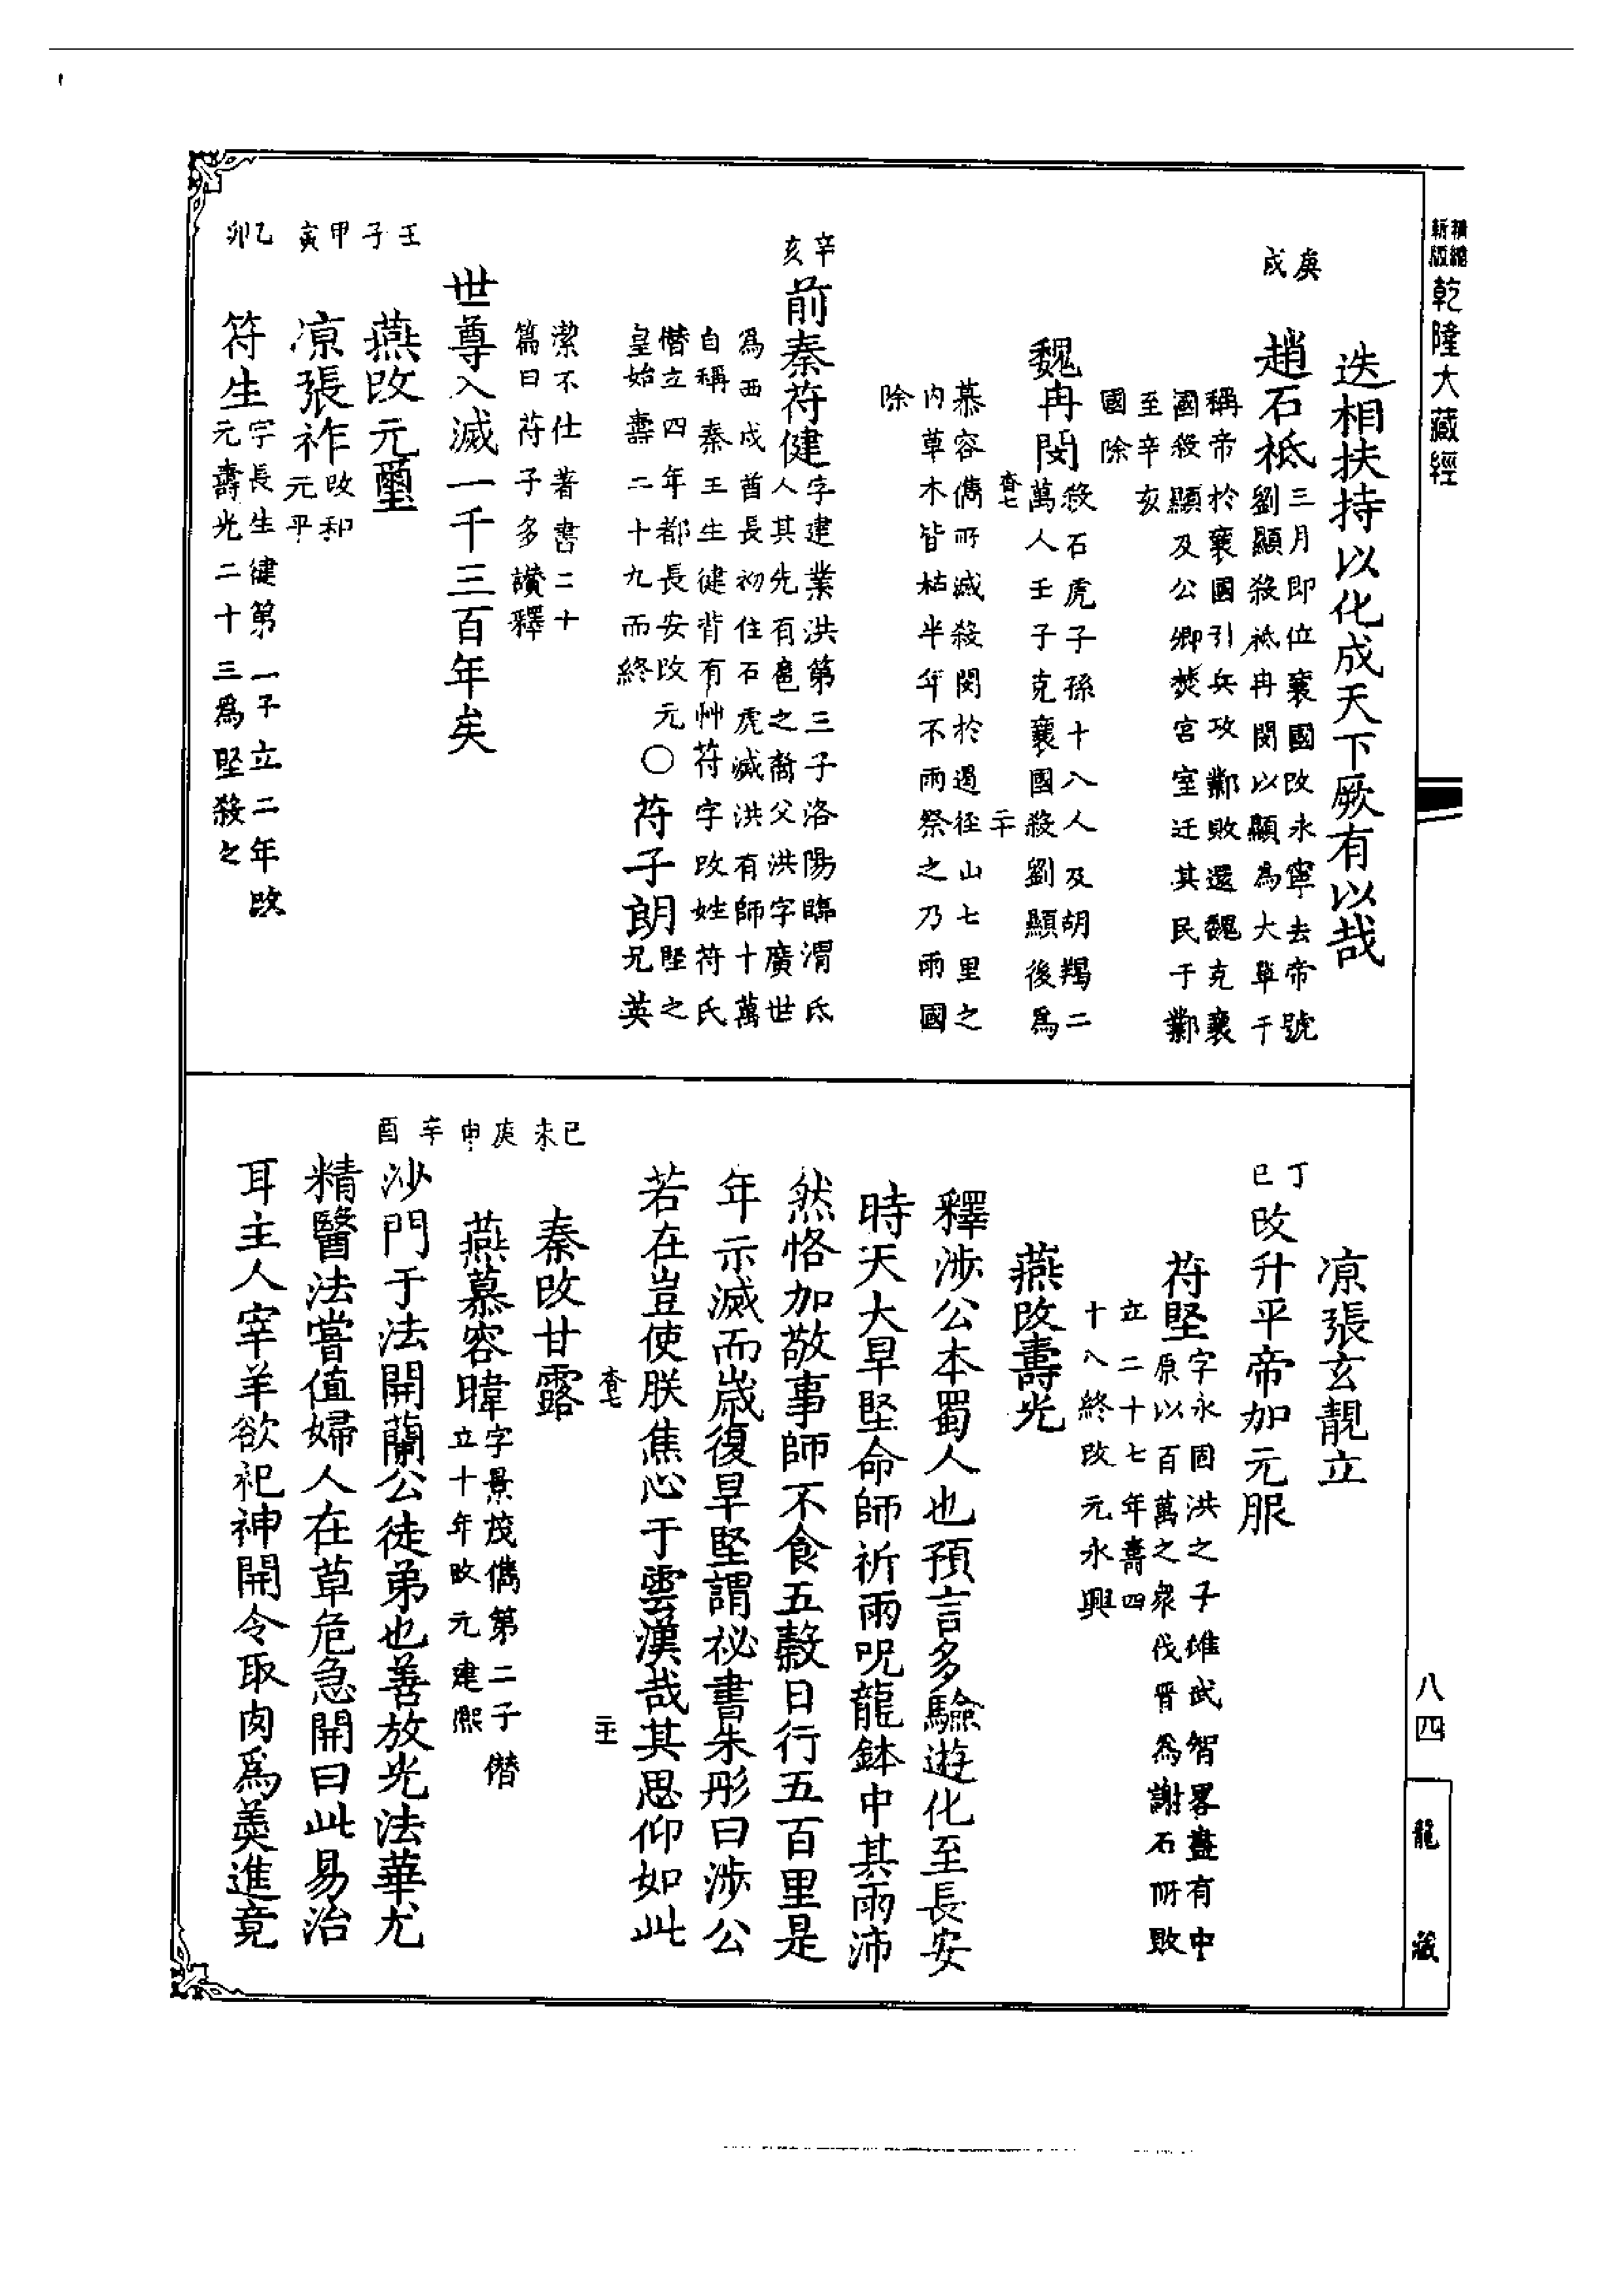 精縮新版乾隆大藏經
迭相扶持以化成天下厥有以哉
庚戌
趙石祗三月即位襄國改永寧去帝號
劉顯殺祗冉閔以顯為大單于
稱帝於襄國引兵攻鄴敗還魏克襄
國殺顯及公卿焚宮室迁其民于鄴
至辛亥
國除
魏冉閔殺石虎子孫十八人及胡羯二
萬人壬子克襄國殺劉顯後爲
慕容儁所滅殺閔於遏徑山七里之
内草木皆枯半年不雨祭之乃雨國
除
辛亥
前秦苻健字建業洪第三子洛陽臨渭氐
人其先有扈之裔父洪字廣世
爲西戎酋長初住石虎滅洪有師十萬
自稱秦王生健背有艸苻字改姓苻氏
僭立四年都長安改元
皇始壽二十九而終〇苻子朗堅之
兄英
潔不仕著書二十
篇曰苻子多讃釋
世尊入滅一千三百年矣
壬子
燕改元璽
甲寅
凉張祚改和
元平
乙卯
符生字長生健第一子立二年改
元壽光二十三爲堅殺之
凉張玄靚立
丁巳
改升平帝加元服
苻堅字永固洪之子雄武智畧盡有中
原以百萬之眾伐晉為謝石所敗
立二十七年壽四
十八終改元永興
燕改壽光
釋涉公本蜀人也預言多驗遊化至長安
時天大旱堅命師祈雨呪龍鉢中其雨沛
然恪加敬事師不食五穀日行五百里是
年示滅而歲復旱堅謂祕書朱彤曰涉公
若在豈使朕焦心于雲漢哉其思仰如此
己未
秦改甘露
庚申
燕慕容暐字景茂儁第二子僭
立十年改元建熙
辛酉
沙門于法開蘭公徒弟也善放光法華尤
精醫法嘗值婦人在草危急開曰此易治
耳主人宰羊欲祀神開令取肉爲羹進竟
八四
龍藏